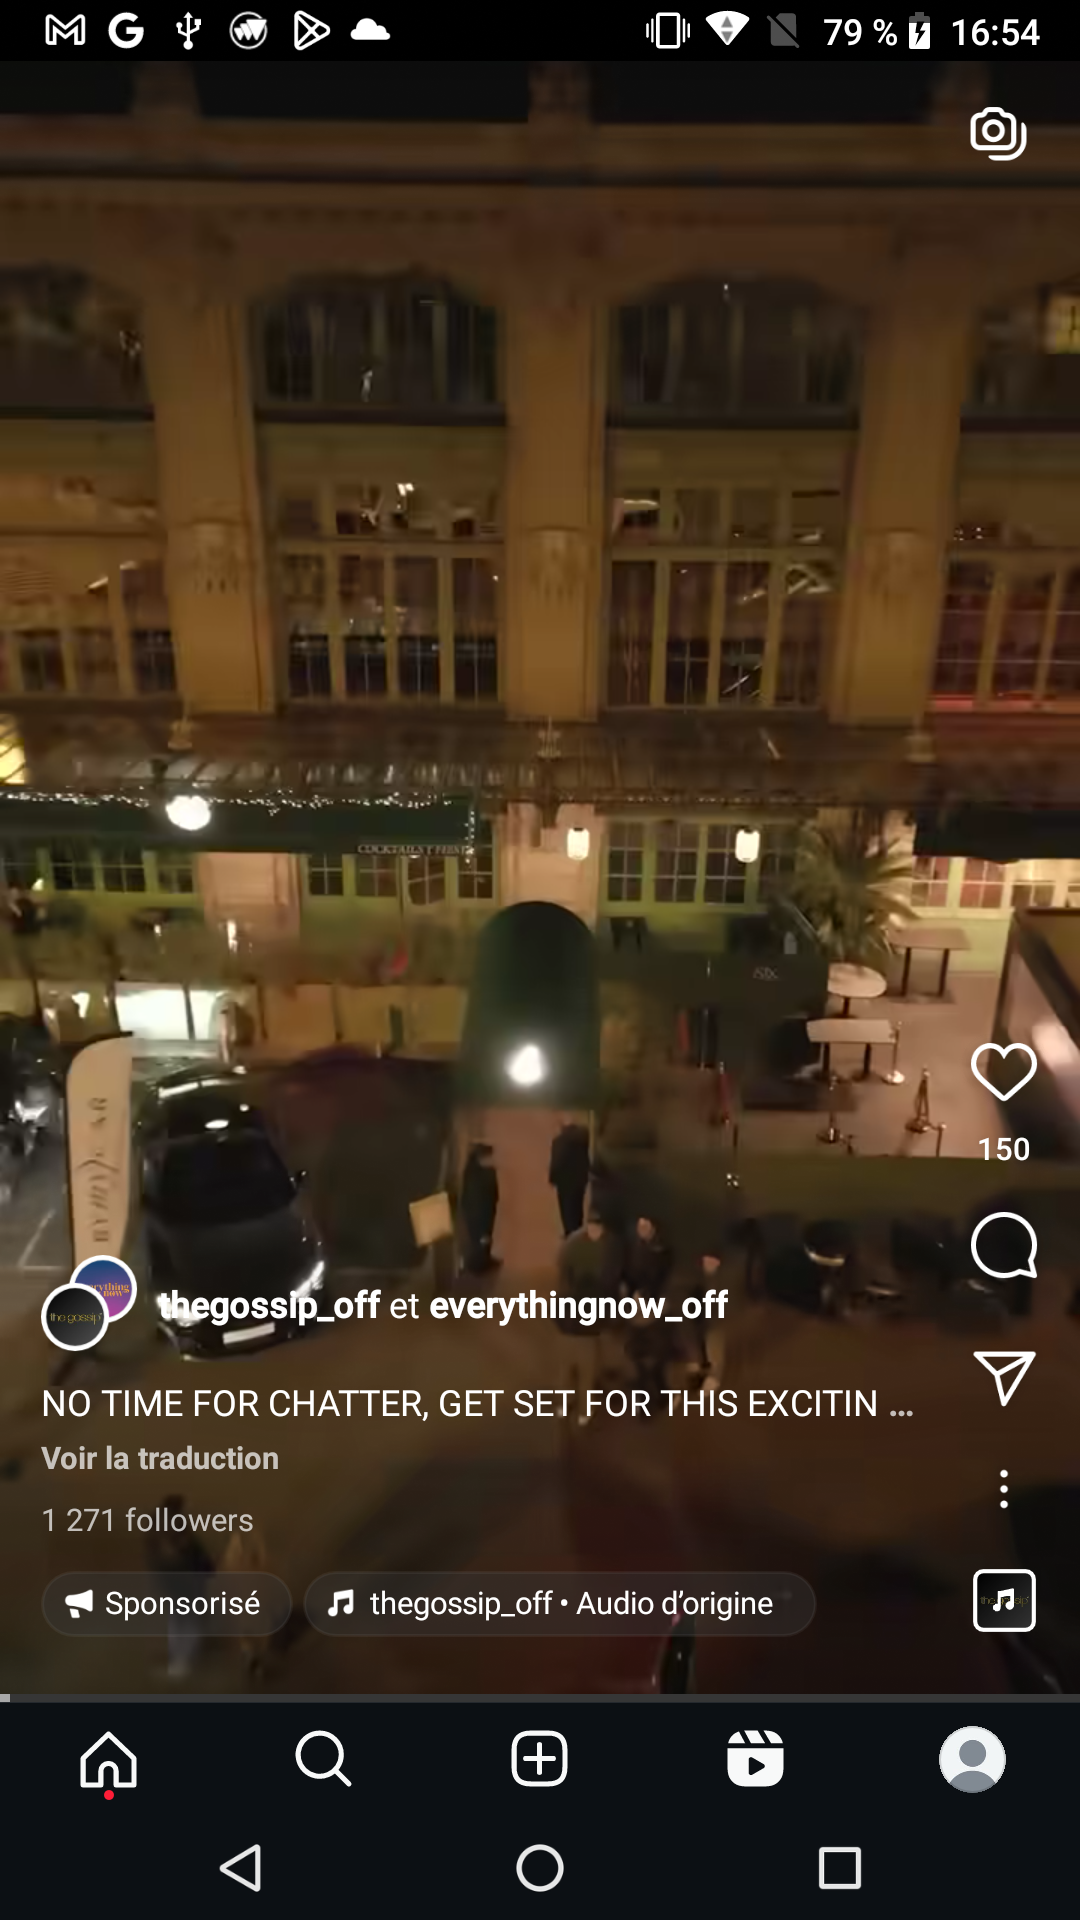 79 % 16:54
COCKTAILS
150
thegossip_off et everythingnow_off
NO TIME FOR CHATTER, GET SET FOR THIS EXCITIN ...
Voir la traduction
1 271 followers
Sponsorisé
thegossip_off • Audio d’origine